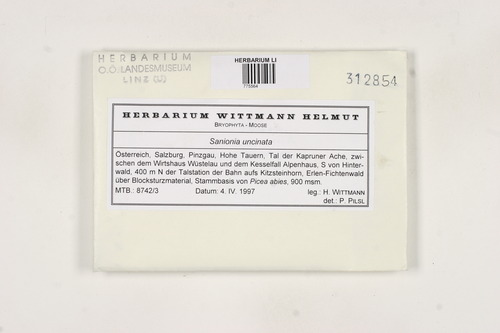 HERBARIUM
O.Ö. LANDESMUSEUM
LINZ (LI)
HERBARIUM LI
775564
312854
HERBARIUM WITTMANN HELMUT
BRYOPHYTA - MOOSE
Sanionia uncinata
Österreich, Salzburg, Pinzgau, Hohe Tauern, Tal der Kapruner Ache, zwi-
schen dem Wirtshaus Wüstelau und dem Kesselfall Alpenhaus, S von Hinter-
wald, 400 m N der Talstation der Bahn aufs Kitzsteinhorn, Erlen-Fichtenwald
über Blocksturzmaterial, Stammbasis von Picea abies, 900 msm.
MTB.: 8742/3 Datum: 4. IV. 1997 leg.: H. WITTMANN
det.: P. PILSL